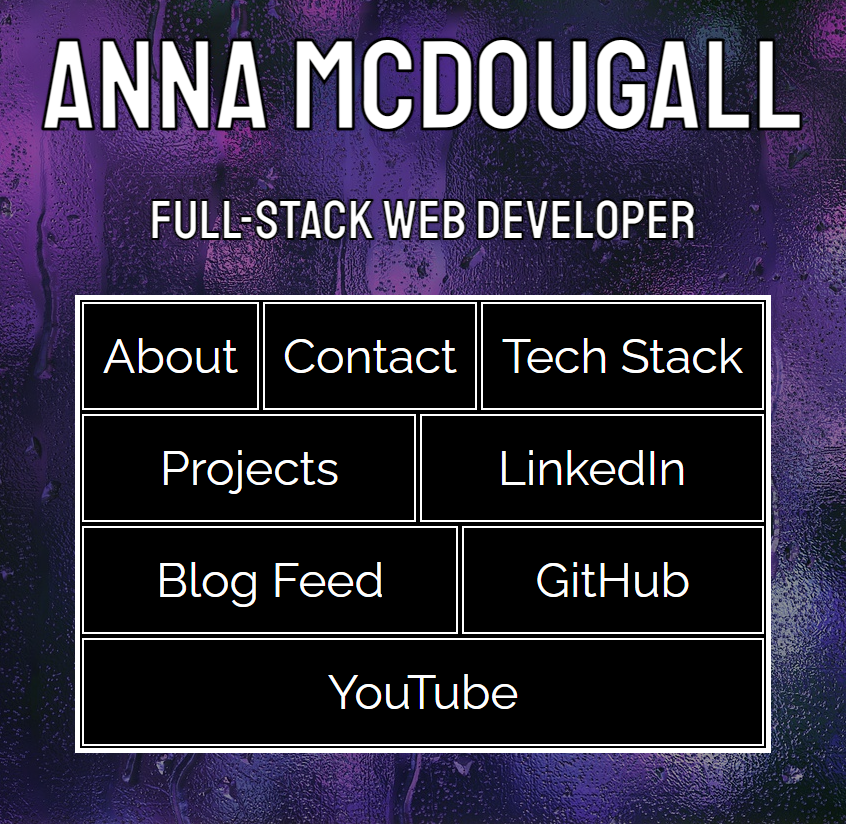 ANNA MCDOUGALL
FULL-STACK WEB DEVELOPER
About Contact Tech Stack
Projects LinkedIn
Blog Feed GitHub
YouTube